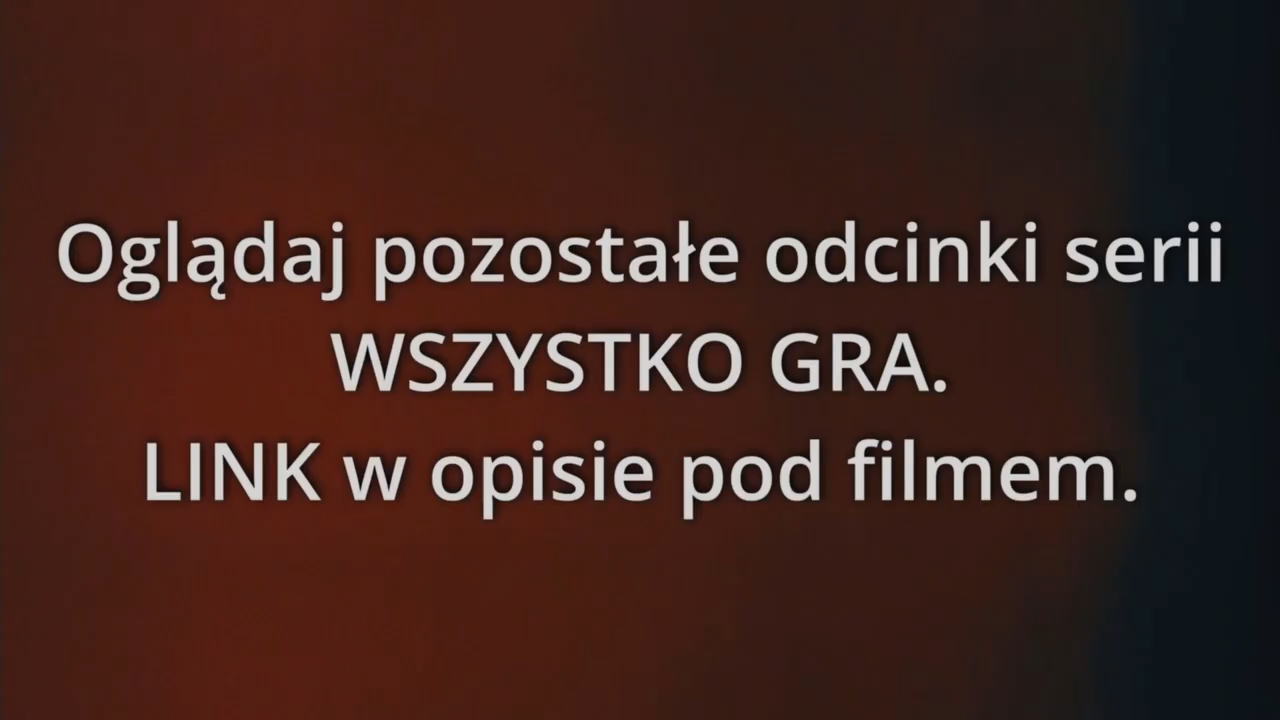 Oglądaj pozostałe odcinki serii
WSZYSTKO GRA.
LINK w opisie pod filmem.